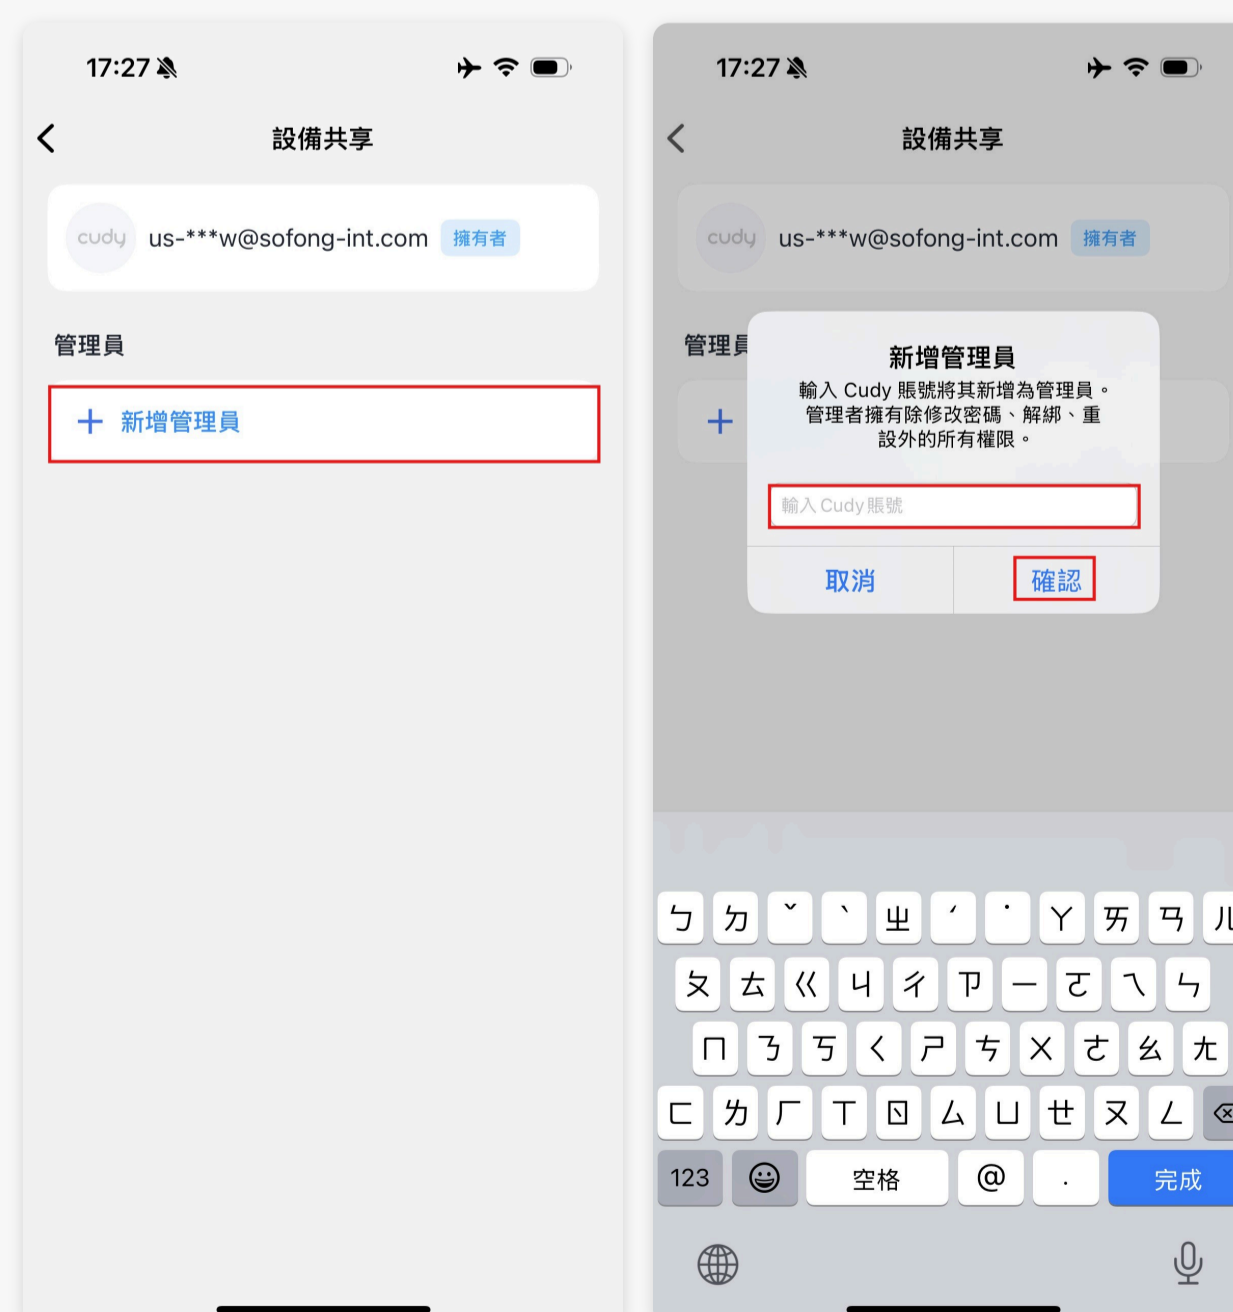 17:27
設備共享
cudy us-***w@sofong-int.com 擁有者
管理員
+ 新增管理員
17:27
設備共享
cudy us-***w@sofong-int.com 擁有者
管理員
+
新增管理員
輸入 Cudy 賬號將其新增為管理員。
管理者擁有除修改密碼、解綁、重
設外的所有權限。
輸入 Cudy 賬號
取消 確認
ㄅ ㄉ ˇ ˋ ㄓ ˊ ˙ ㄚ ㄞ ㄢ ㄦ
ㄆ ㄊ ㄍ ㄐ ㄔ ㄗ ㄧ ㄛ ㄟ ㄣ
ㄇ ㄋ ㄎ ㄑ ㄕ ㄘ ㄨ ㄜ ㄠ ㄤ
ㄈ ㄌ ㄏ ㄒ ㄖ ㄙ ㄩ ㄝ ㄡ ㄥ
123 空格 @ . 完成